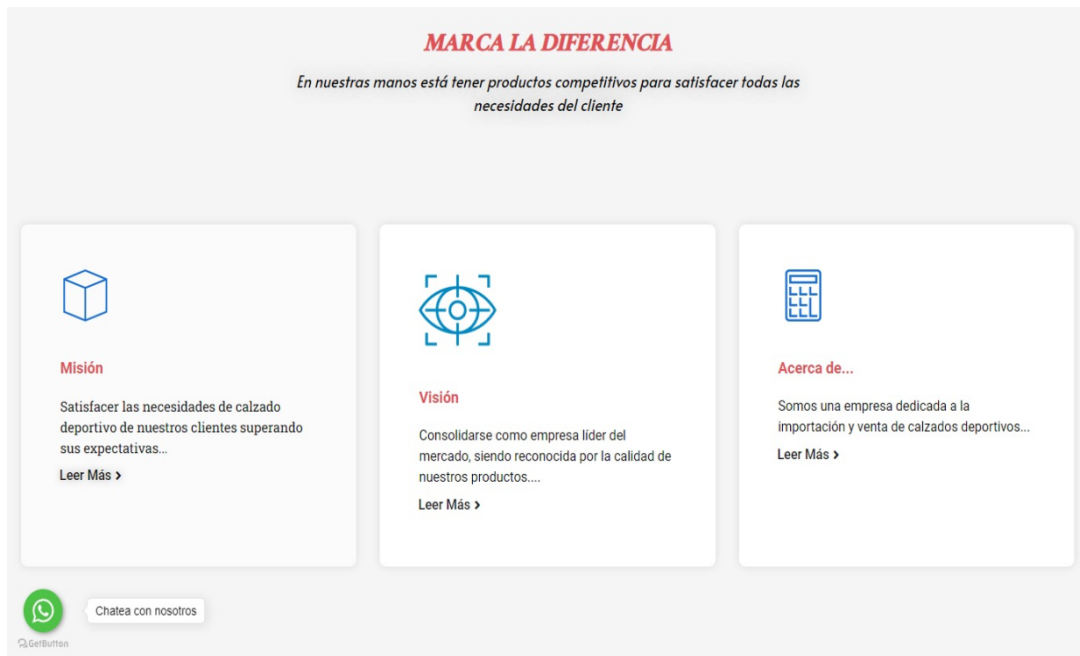 MARCA LA DIFERENCIA
En nuestras manos está tener productos competitivos para satisfacer todas las
necesidades del cliente
Misión
Satisfacer las necesidades de calzado
deportivo de nuestros clientes superando
sus expectativas...
Leer Más >
Visión
Consolidarse como empresa líder del
mercado, siendo reconocida por la calidad de
nuestros productos....
Leer Más >
Acerca de...
Somos una empresa dedicada a la
importación y venta de calzados deportivos...
Leer Más >
Chatea con nosotros
GetButton